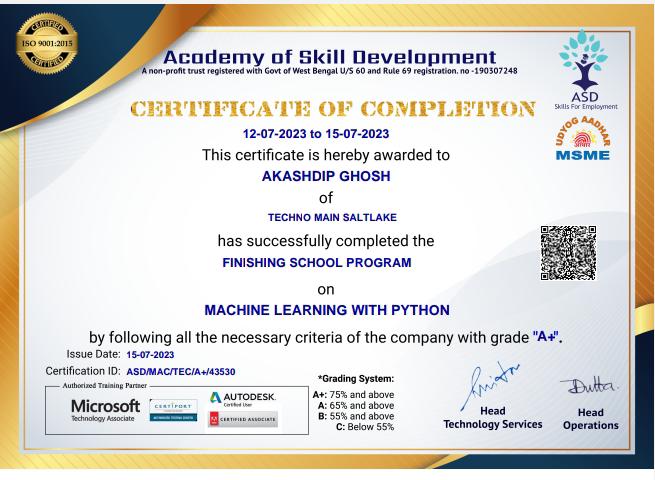 CERTIFIED
ISO 9001:2015
CERTIFIED
Academy of Skill Development
A non-profit trust registered with Govt of West Bengal U/S 60 and Rule 69 registration. no -190307248
ASD
Skills For Employment
CERTIFICATE OF COMPLETION
UDYOG AADHAR
आधार
MSME
12-07-2023 to 15-07-2023
This certificate is hereby awarded to
AKASHDIP GHOSH
of
TECHNO MAIN SALTLAKE
has successfully completed the
FINISHING SCHOOL PROGRAM
on
MACHINE LEARNING WITH PYTHON
by following all the necessary criteria of the company with grade "A+".
Issue Date: 15-07-2023
Certification ID: ASD/MAC/TEC/A+/43530
Authorized Training Partner
Microsoft
Technology Associate
CERTIPORT
AUTHORIZED TESTING CENTER
AUTODESK.
Certified User
CERTIFIED ASSOCIATE
*Grading System:
A+: 75% and above
A: 65% and above
B: 55% and above
C: Below 55%
Head
Technology Services
Dutta.
Head
Operations